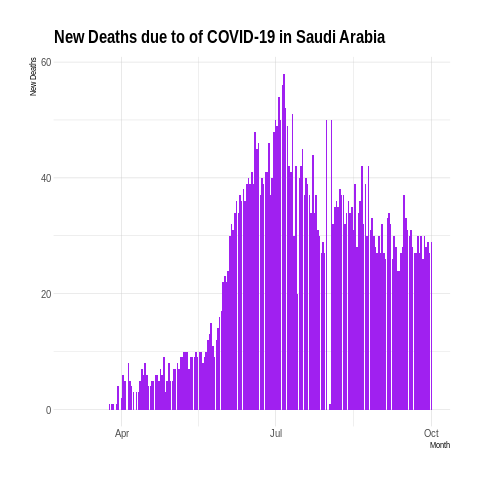 New Deaths due to of COVID-19 in Saudi Arabia
New Deaths
60
40
20
0
Apr
Jul
Oct
Month